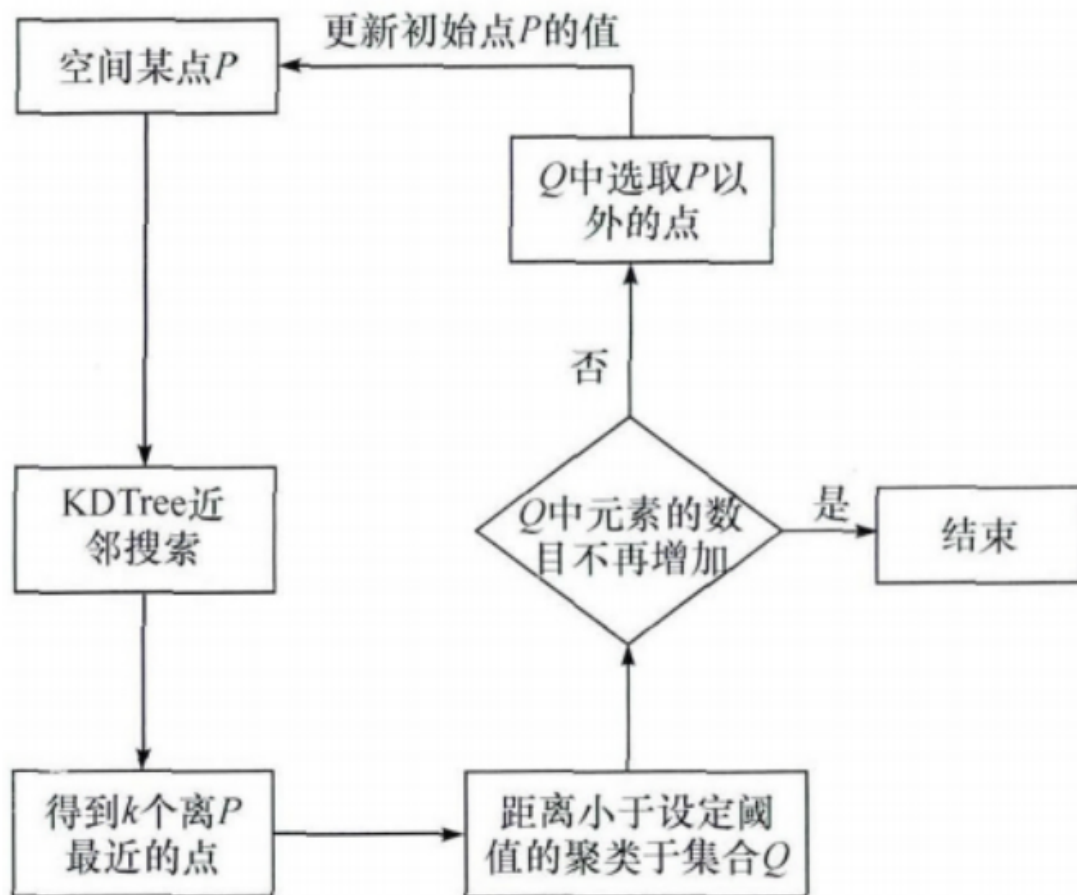 空间某点P
更新初始点P的值
Q中选取P以
外的点
否
KDTree近
邻搜索
Q中元素的数
目不再增加
是
结束
得到k个离P
最近的点
距离小于设定阈
值的聚类于集合Q